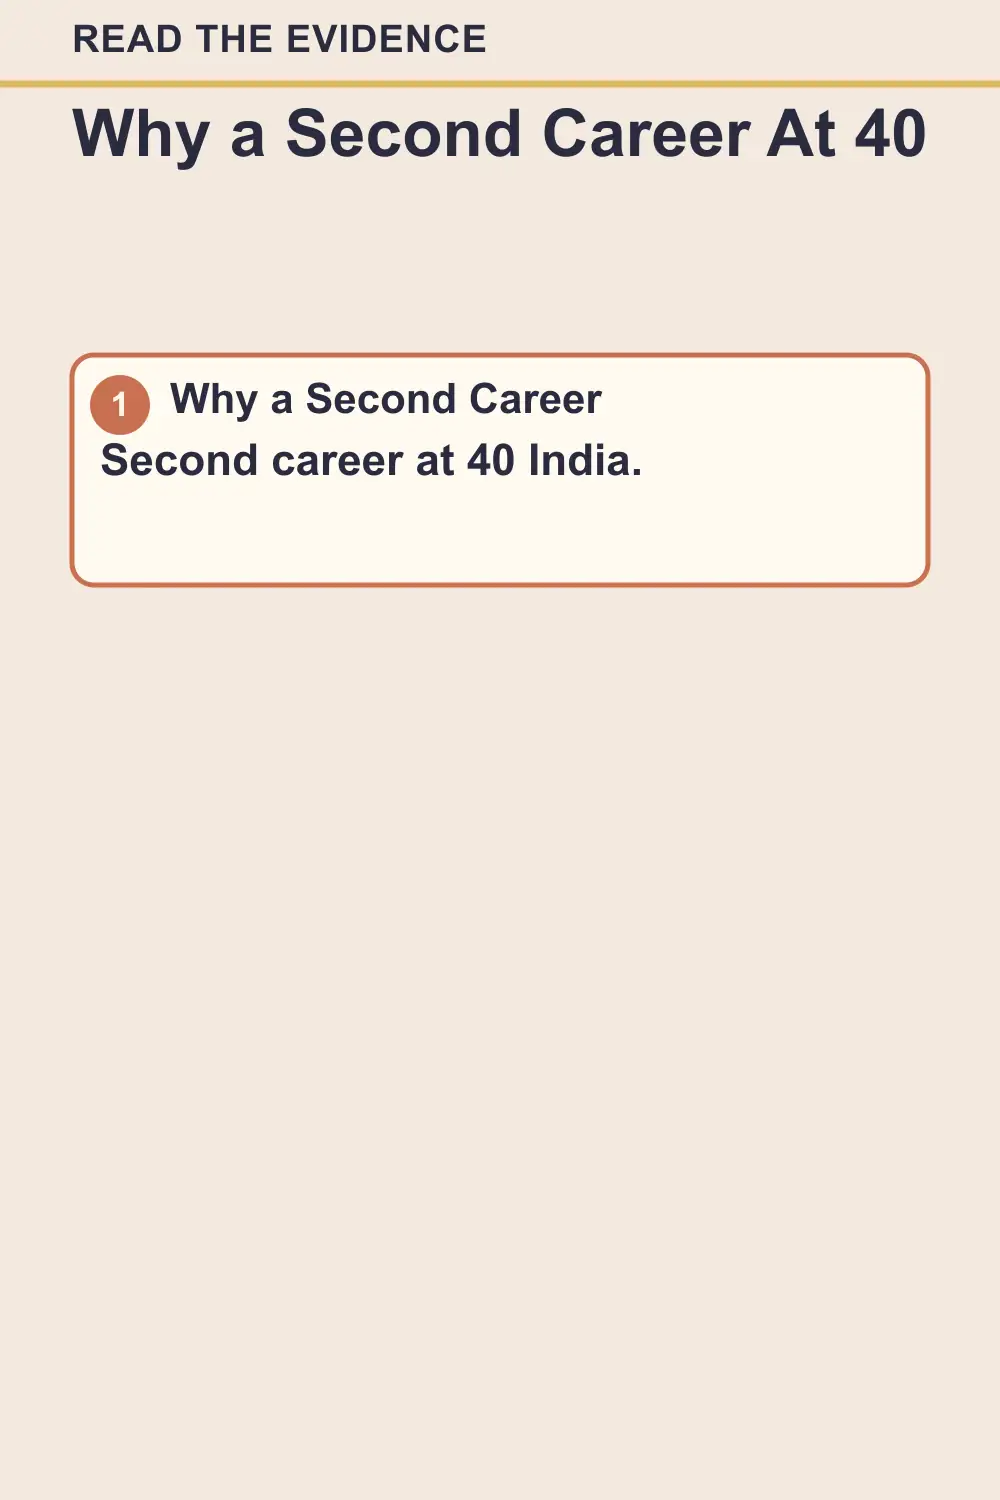 READ THE EVIDENCE
Why a Second Career At 40
1 Why a Second Career
Second career at 40 India.